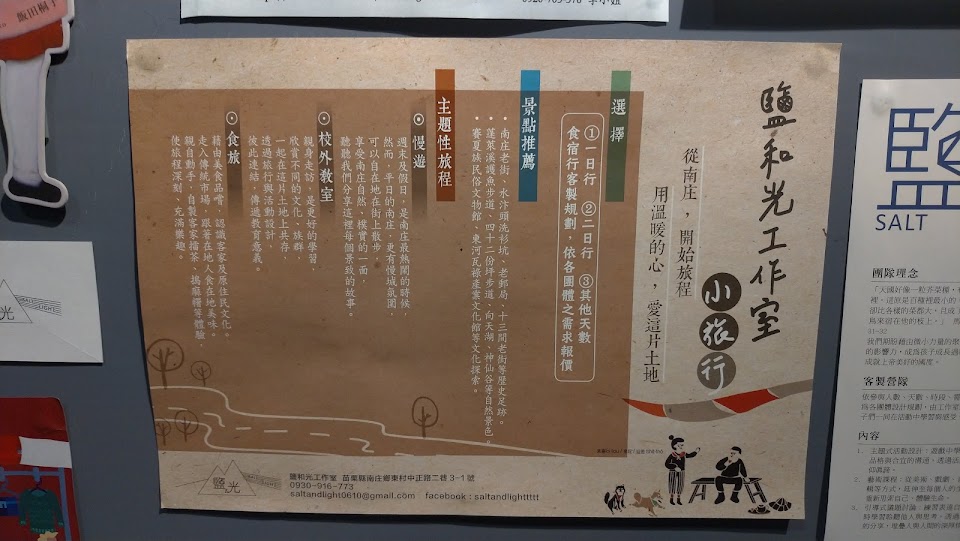 鹽和光工作室
小旅行
從南庄，開始旅程
用溫暖的心，愛這片土地
選擇
①一日行 ②二日行 ③其他天數
食宿行客製規劃，依各團體之需求報價
景點推薦
•南庄老街，水汴頭洗衫坑、老郵局、十三間老街等歷史足跡。
•蓬萊溪護魚步道、四十二份坪步道、向天湖、神仙谷等自然景色。
•賽夏族民俗文物館、東河瓦祿產業文化館等文化探索。
主題性旅程
慢遊
週末及假日，是南庄最熱鬧的時候，
然而，平日的南庄，更有慢城氛圍，
可以自在地在街上散步，
享受南庄自然、樸實的一面，
聽聽我們分享這裡每個景致的故事。
校外教室
親身走訪，是更好的學習，
欣賞不同的文化、族群，
一起在這片土地上共存，
透過旅行與活動設計，
彼此連結，傳遞教育意義。
食旅
藉由美食品嚐，認識客家及原住民文化。
走入傳統市場，跟著在地人食在地美味，
親自動手，自製客家擂茶、搗麻糬等體驗，
使旅程深刻、充滿樂趣。
鹽光
鹽和光工作室 苗栗縣南庄鄉東村中正路二巷3-1號
0930-916-773
saltandlight0610@gmail.com facebook：saltandlighttttt
飯田桐子
光
鹽
SALT
團隊理念
客製營隊
內容